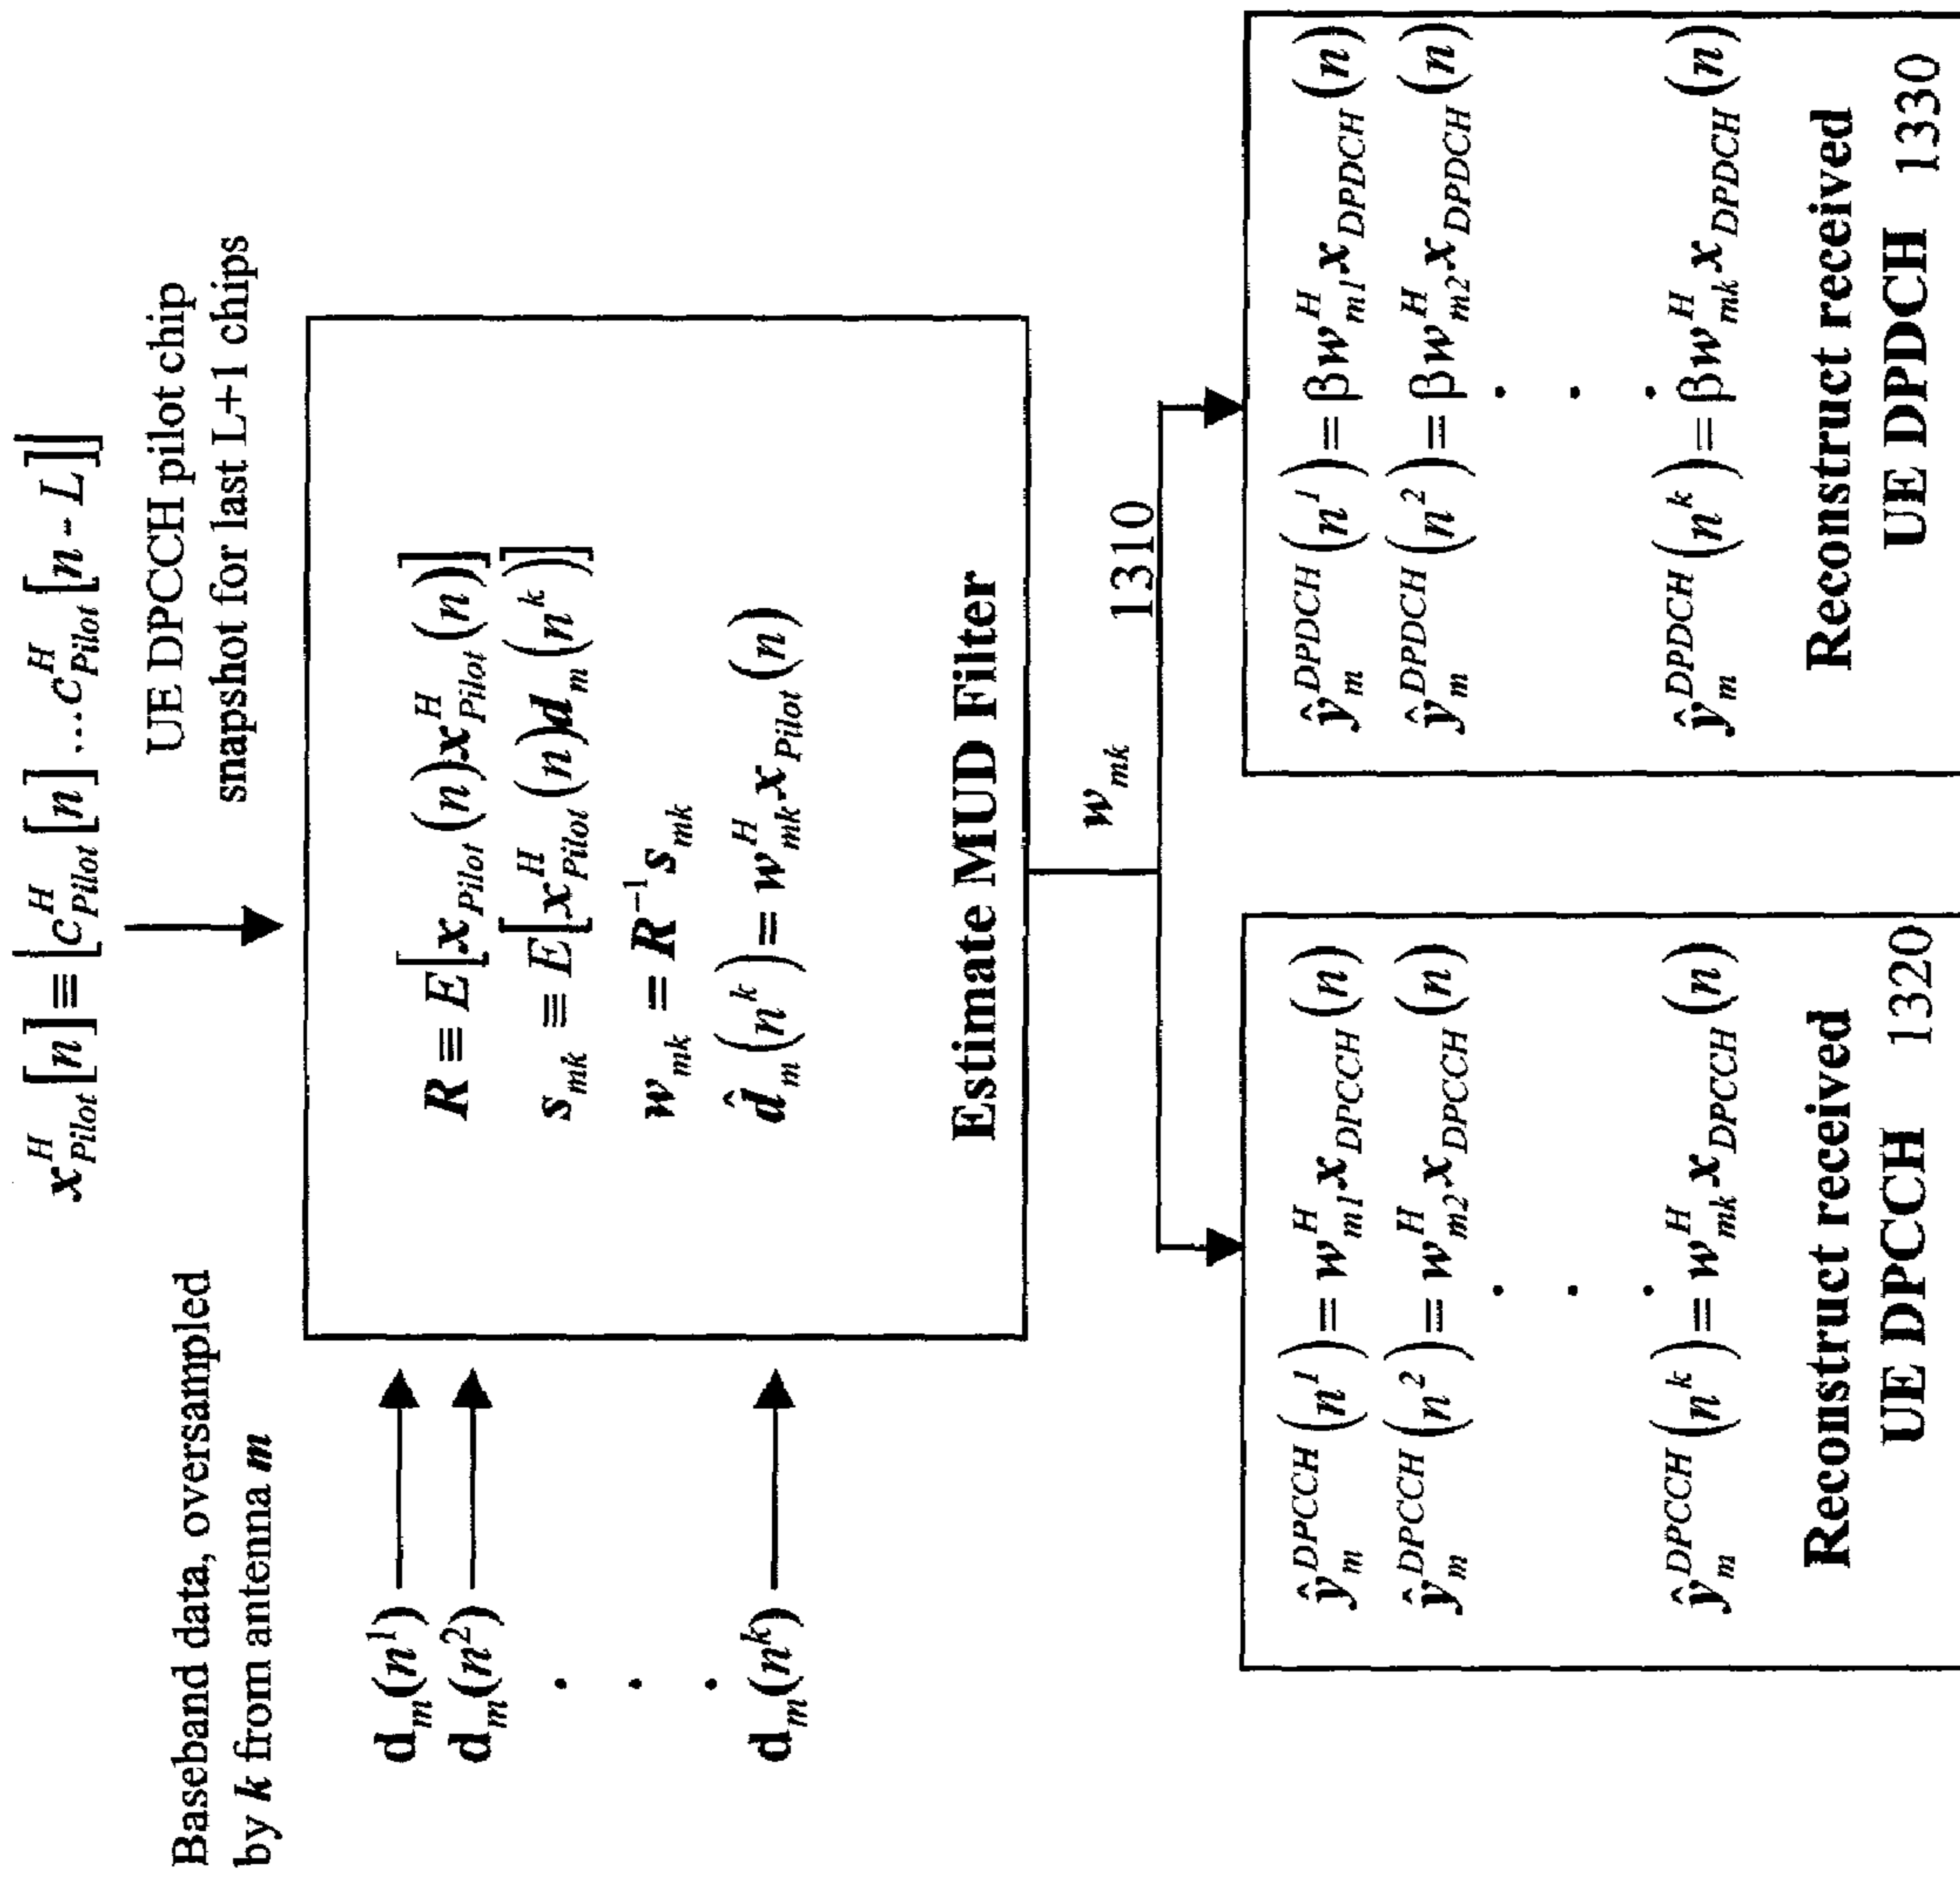 x^H_Pilot [n] ≡ [c^H_Pilot [n] ...c^H_Pilot [n - L]]
UE DPCCH pilot chip
snapshot for last L+1 chips
Baseband data, oversampled
by k from antenna m
d_m(n^1)
d_m(n^2)
.
.
.
d_m(n^k)
R ≡ E[x_Pilot (n)x^H_Pilot (n)]
s_mk ≡ E[x^H_Pilot (n)d_m (n^k)]
w_mk = R^-1 s_mk
d̂_m (n^k) = w^H_mk x_Pilot (n)
Estimate MUD Filter
w_mk 1310
ŷ^DPCCH_m (n^1) = w^H_m1 x_DPCCH (n)
ŷ^DPCCH_m (n^2) = w^H_m2 x_DPCCH (n)
.
.
.
ŷ^DPCCH_m (n^k) = w^H_mk x_DPCCH (n)
Reconstruct received
UE DPCCH 1320
ŷ^DPDCH_m (n^1) = βw^H_m1 x_DPDCH (n)
ŷ^DPDCH_m (n^2) = βw^H_m2 x_DPDCH (n)
.
.
.
ŷ^DPDCH_m (n^k) = βw^H_mk x_DPDCH (n)
Reconstruct received
UE DPDCH 1330